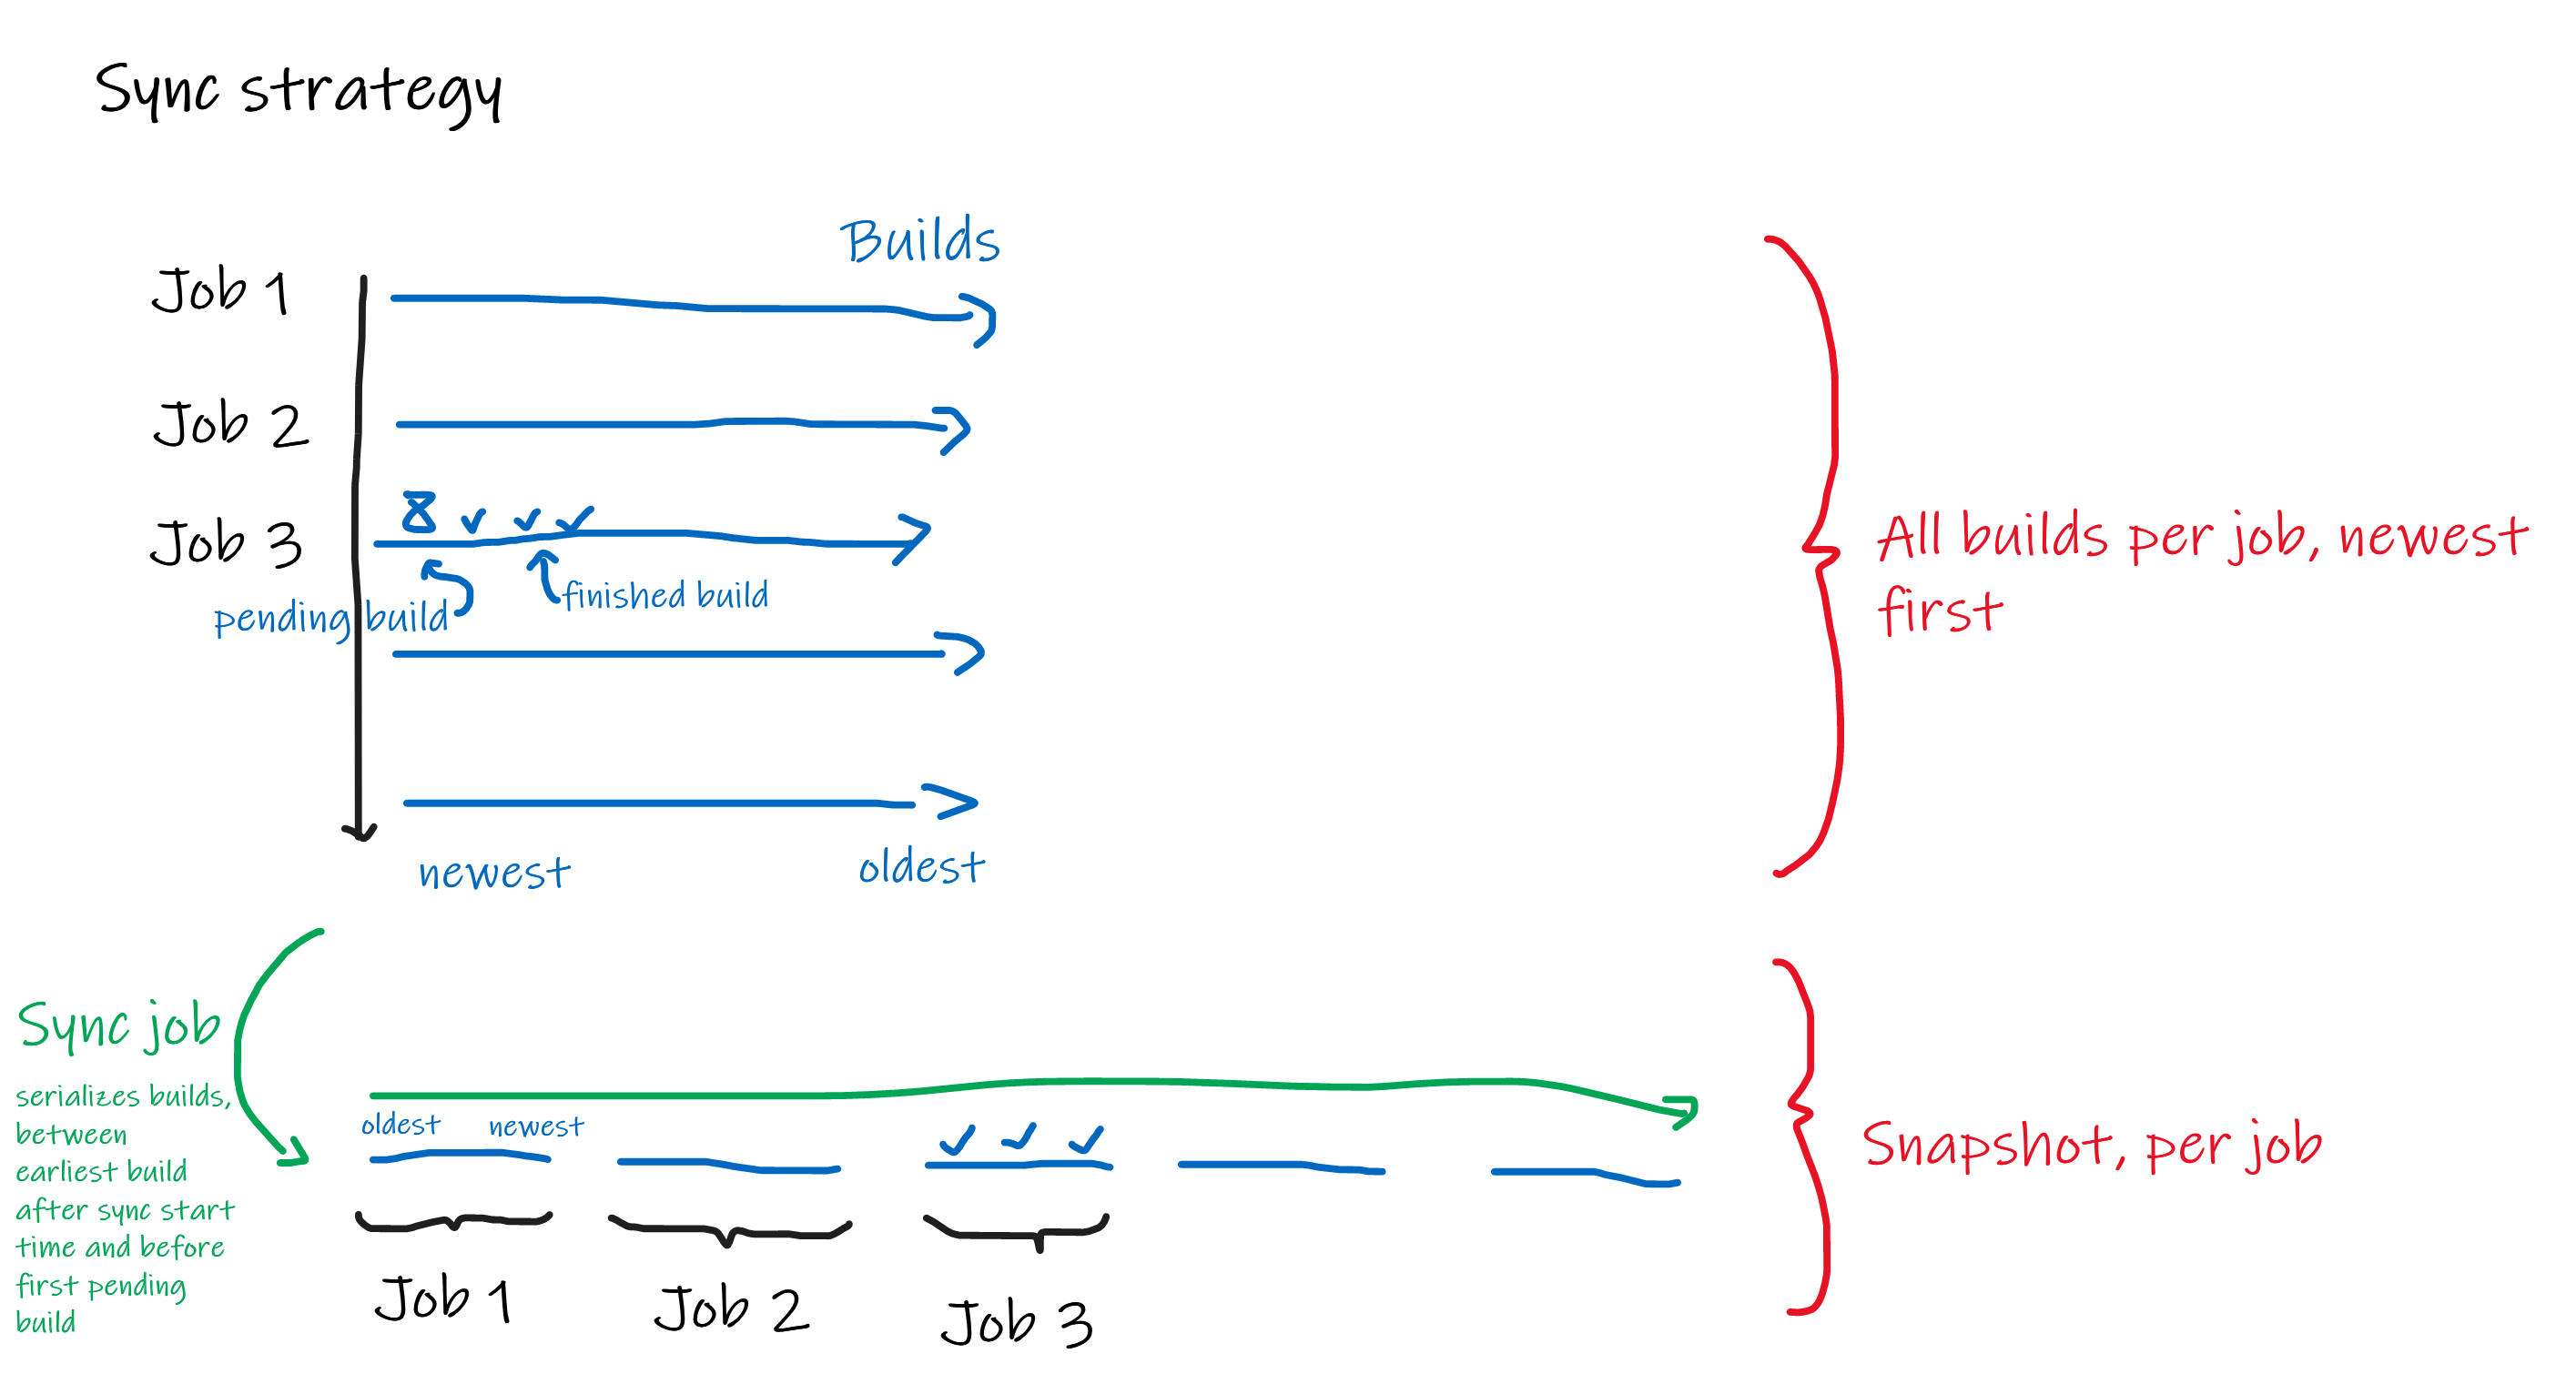 Sync strategy
Builds
Job 1
Job 2
Job 3
pending build
finished build
newest
oldest
All builds per job, newest
first
Sync job
serializes builds,
between
earliest build
after sync start
time and before
first pending
build
oldest
newest
Job 1
Job 2
Job 3
Snapshot, per job